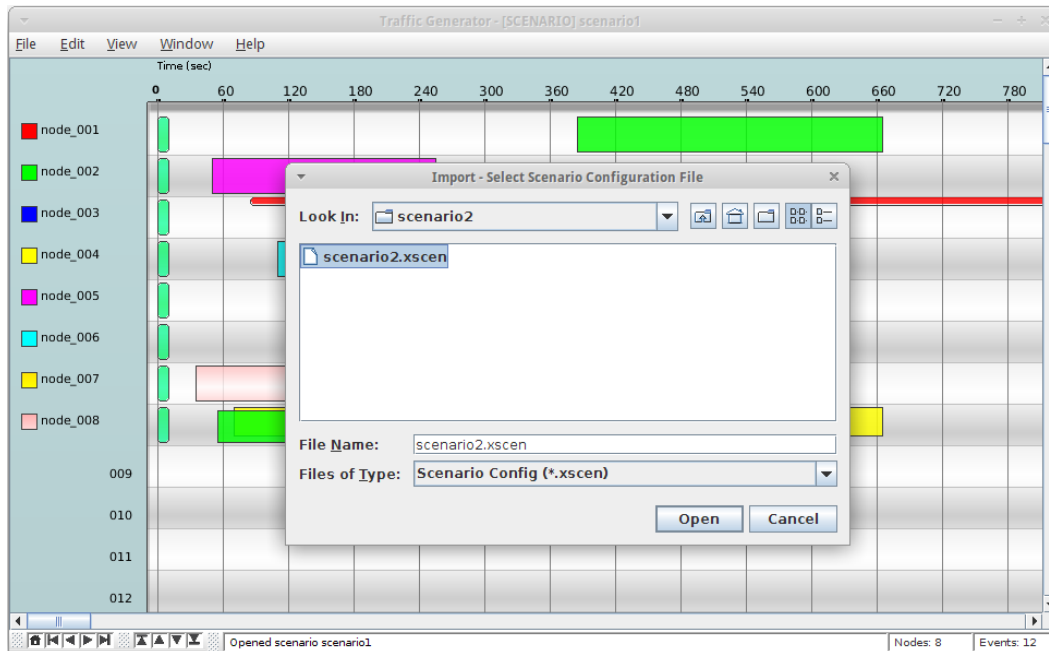 Traffic Generator - [SCENARIO] scenario1
File Edit View Window Help
Time (sec)
0 60 120 180 240 300 360 420 480 540 600 660 720 780
node_001
node_002
node_003
node_004
node_005
node_006
node_007
node_008
009
010
011
012
Import - Select Scenario Configuration File
Look In: scenario2
scenario2.xscen
File Name: scenario2.xscen
Files of Type: Scenario Config (*.xscen)
Open Cancel
Opened scenario scenario1 Nodes: 8 Events: 12